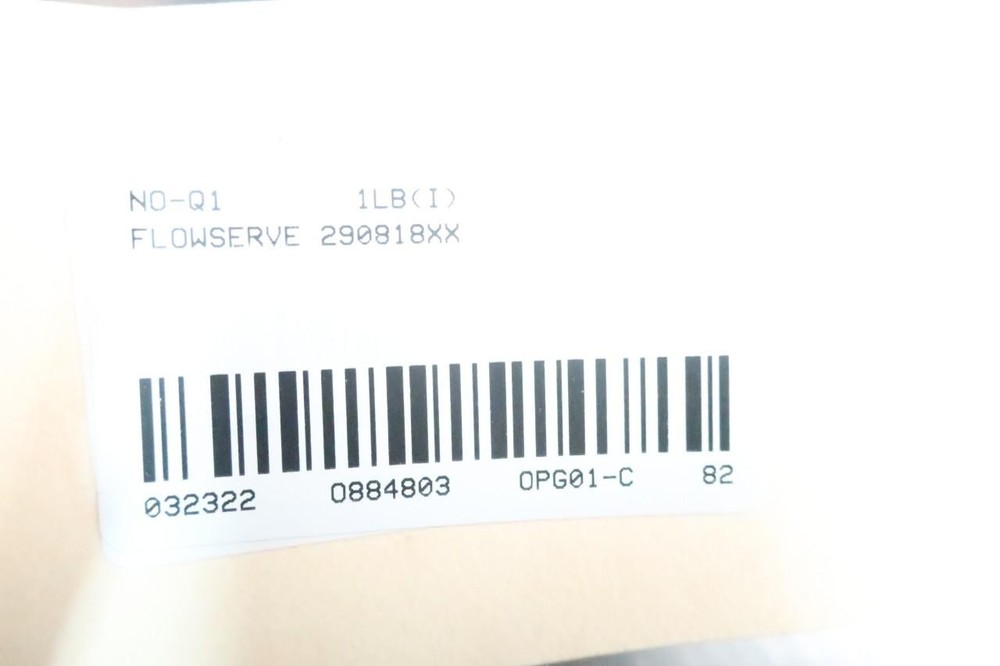 NO-Q1 1LB(I)
FLOWSERVE 290818XX
032322 0884803 OPG01-C 82